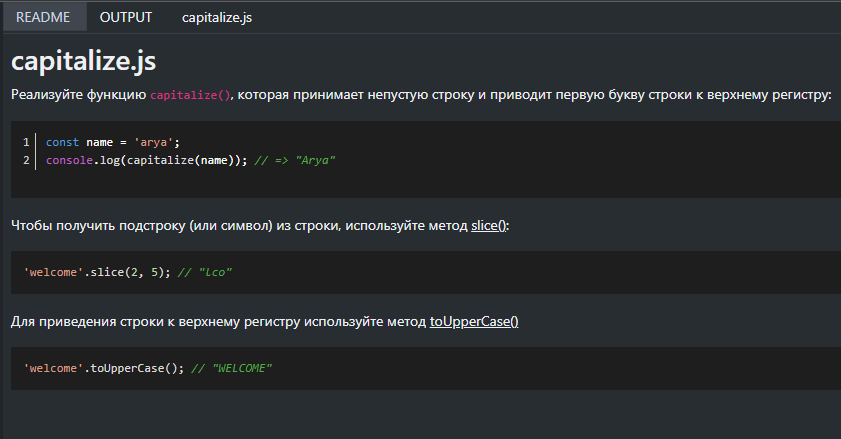 README OUTPUT capitalize.js
capitalize.js
Реализуйте функцию capitalize(), которая принимает непустую строку и приводит первую букву строки к верхнему регистру:
1 const name = 'arya';
2 console.log(capitalize(name)); // => "Arya"
Чтобы получить подстроку (или символ) из строки, используйте метод slice():
'welcome'.slice(2, 5); // "lco"
Для приведения строки к верхнему регистру используйте метод toUpperCase()
'welcome'.toUpperCase(); // "WELCOME"